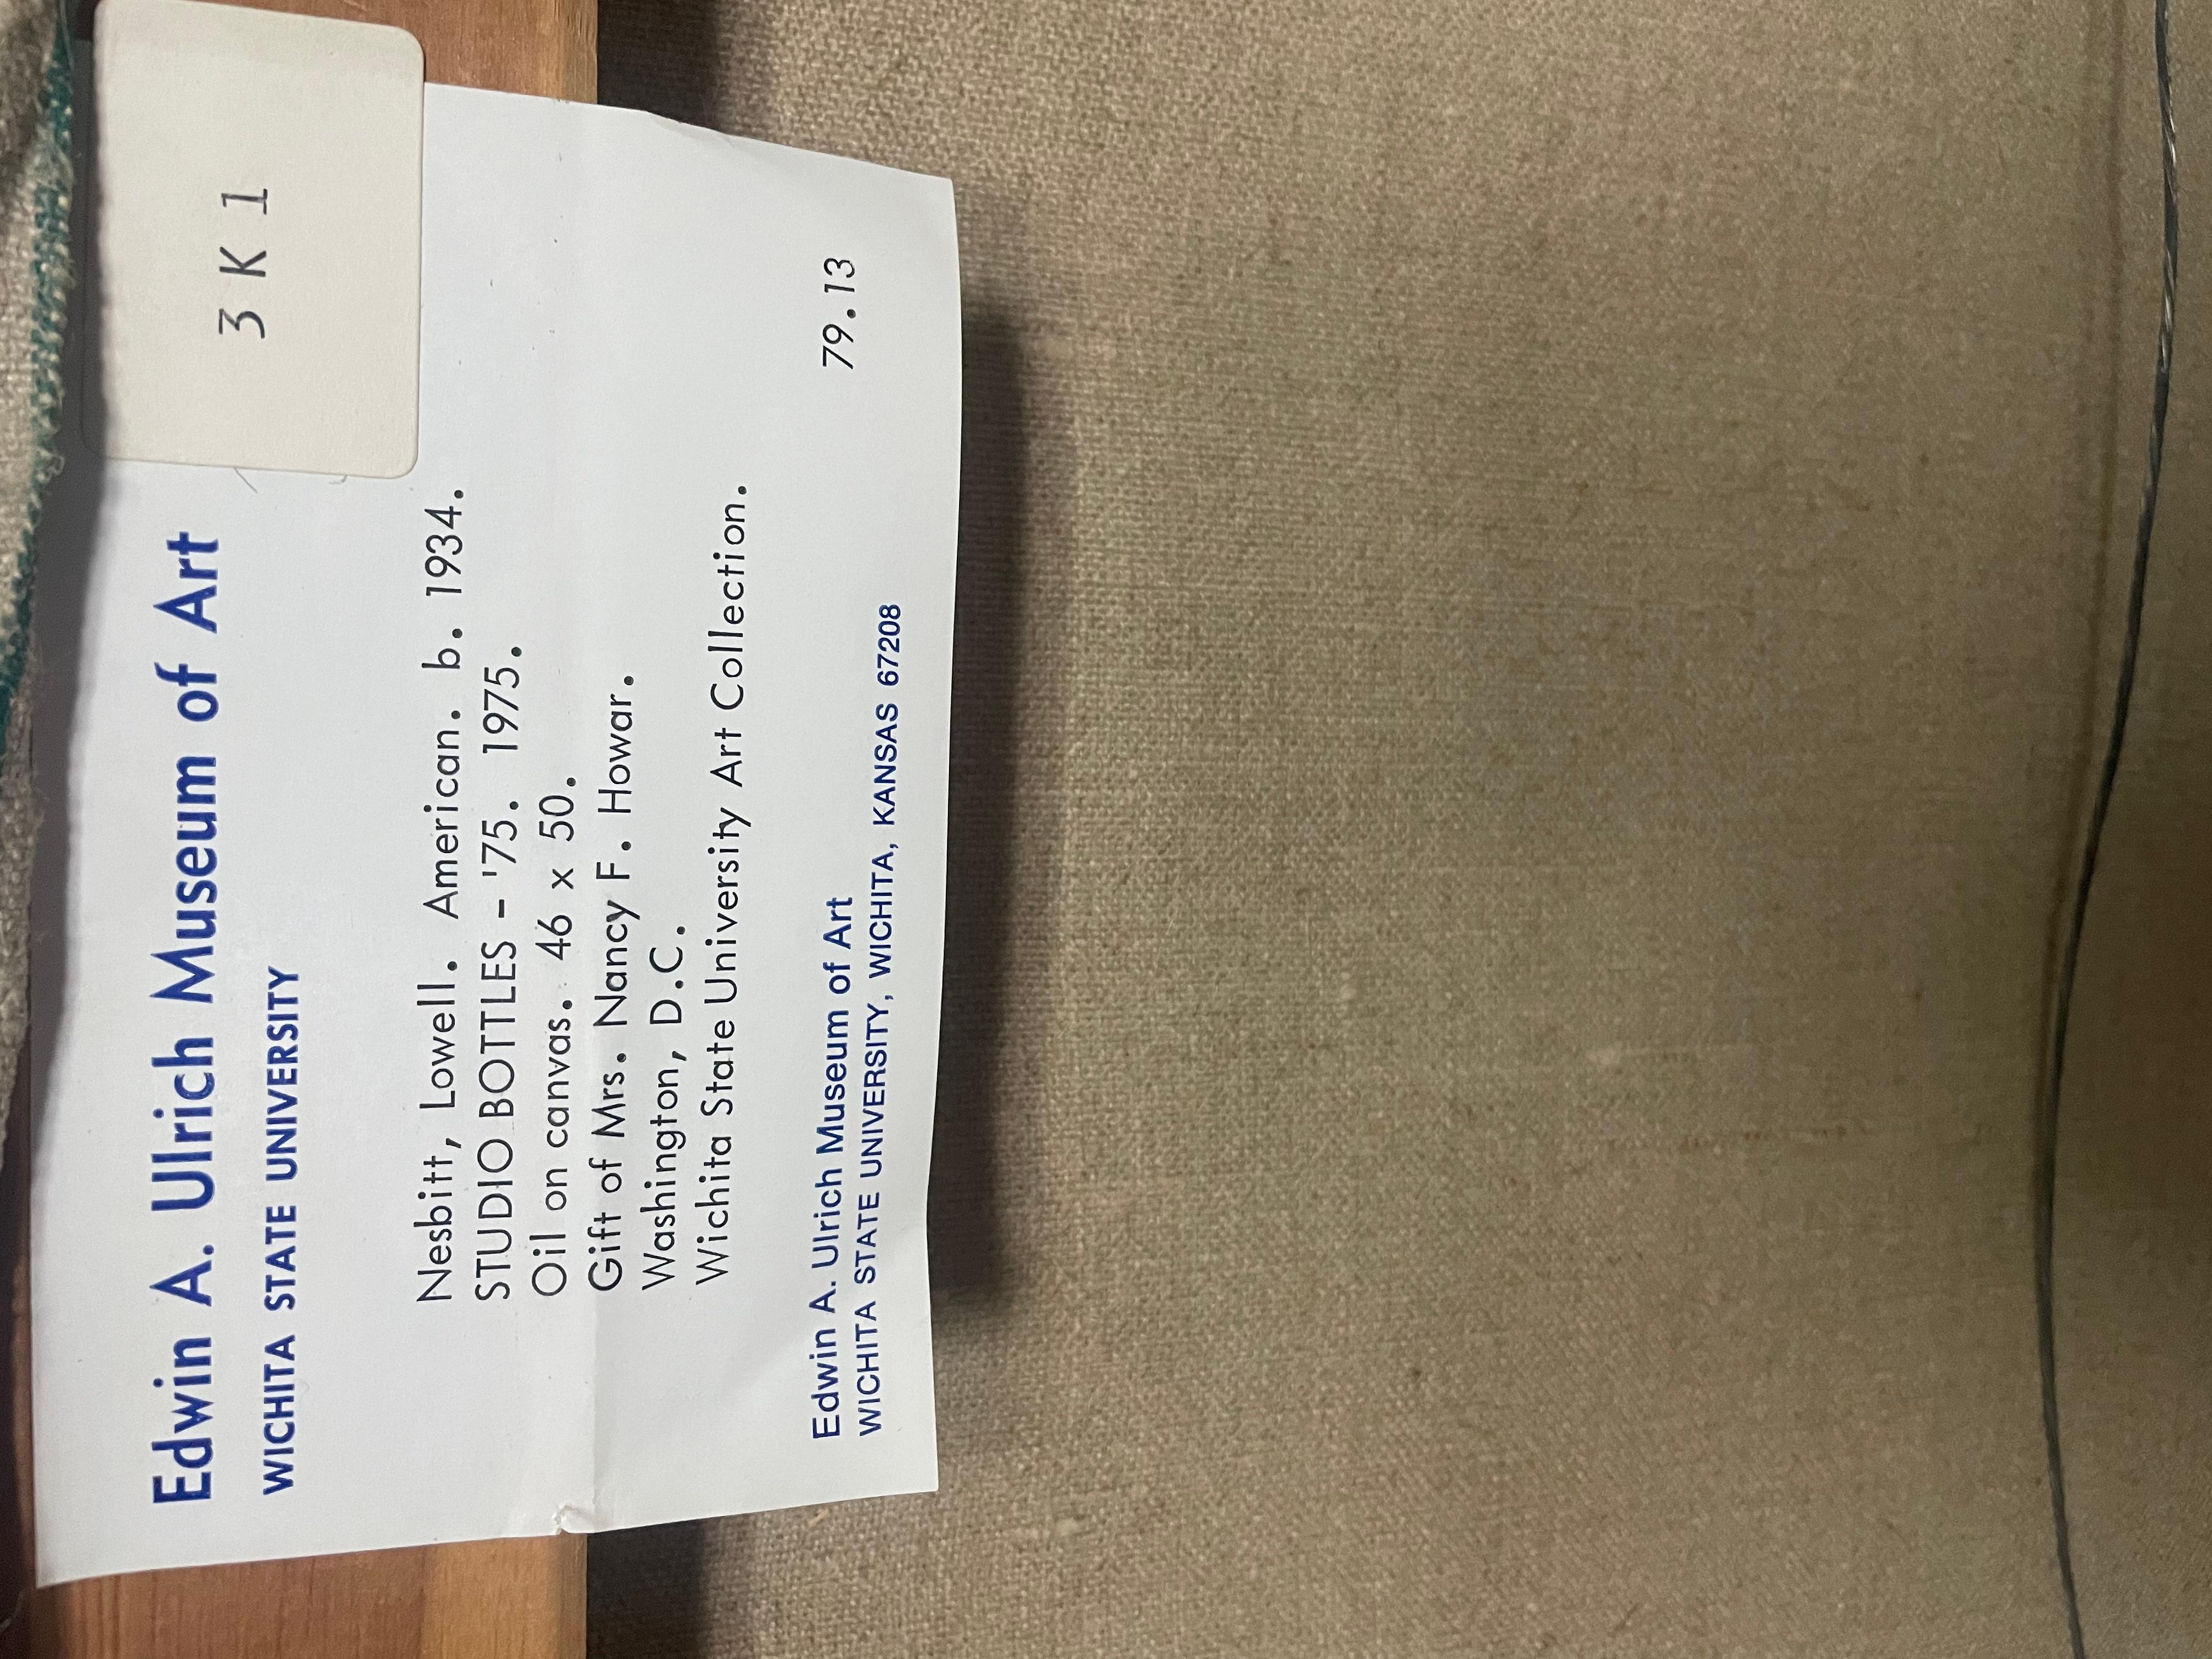 3 K 1
Edwin A. Ulrich Museum of Art
WICHITA STATE UNIVERSITY
Nesbitt, Lowell. American. b. 1934.
STUDIO BOTTLES - '75. 1975.
Oil on canvas. 46 x 50.
Gift of Mrs. Nancy F. Howar.
Washington, D.C.
Wichita State University Art Collection.
79.13
Edwin A. Ulrich Museum of Art
WICHITA STATE UNIVERSITY, WICHITA, KANSAS 67208